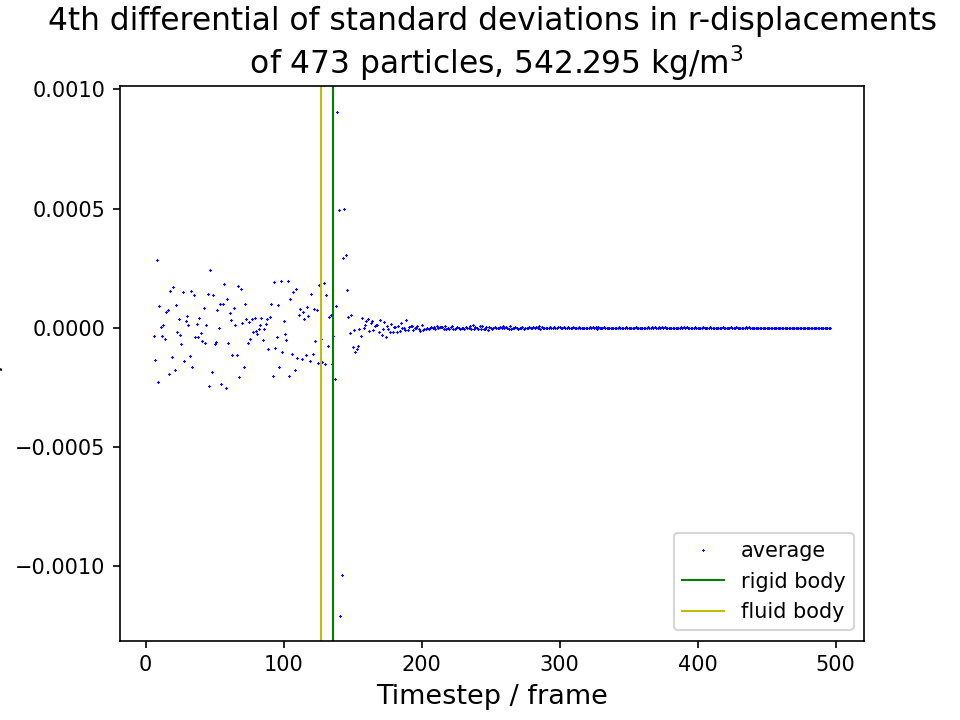 4th differential of standard deviations in r-displacements
of 473 particles, 542.295 kg/m³
0.0010
0.0005
0.0000
−0.0005
−0.0010
0 100 200 300 400 500
Timestep / frame
average
rigid body
fluid body